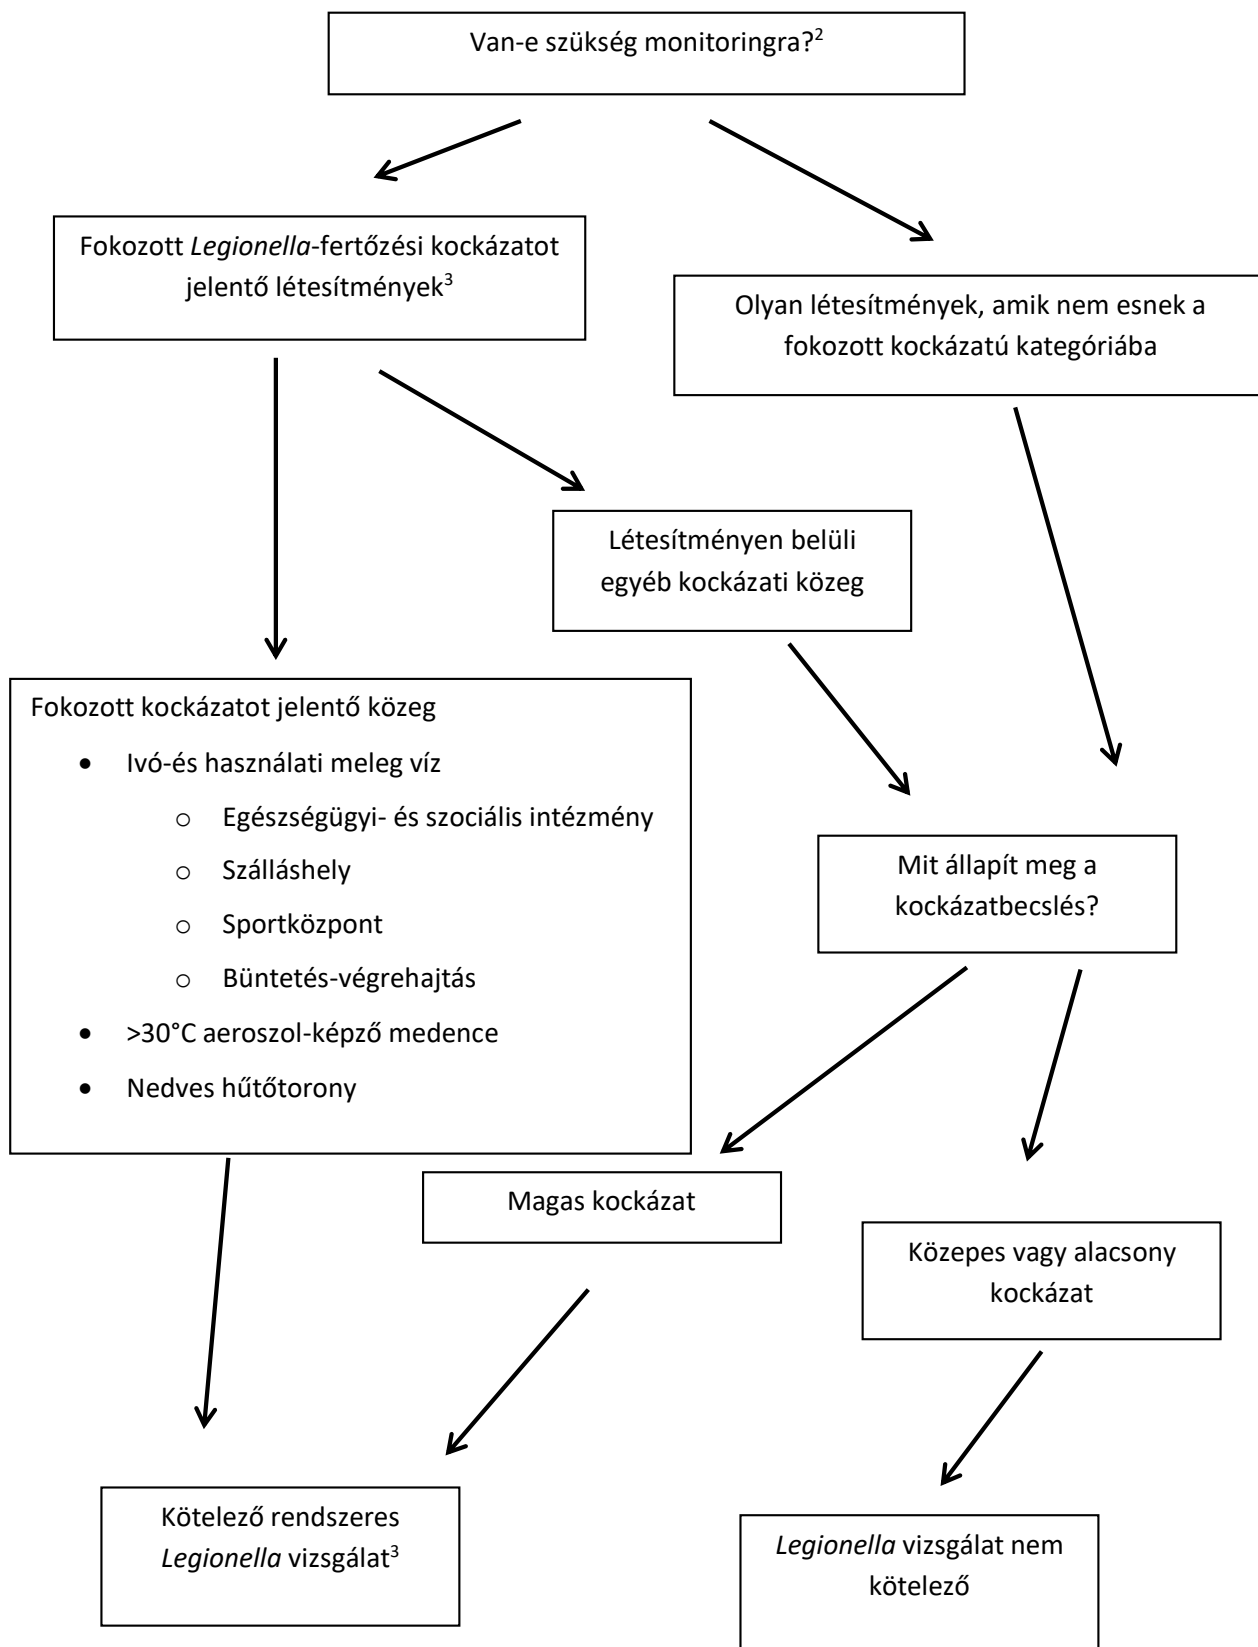 Van-e szükség monitoringra?²
Fokozott Legionella-fertőzési kockázatot
jelentő létesítmények³
Olyan létesítmények, amik nem esnek a
fokozott kockázatú kategóriába
Létesítményen belüli
egyéb kockázati közeg
Fokozott kockázatot jelentő közeg
• Ivó-és használati meleg víz
o Egészségügyi- és szociális intézmény
o Szálláshely
o Sportközpont
o Büntetés-végrehajtás
• >30°C aeroszol-képző medence
• Nedves hűtőtorony
Mit állapít meg a
kockázatbecslés?
Magas kockázat
Közepes vagy alacsony
kockázat
Kötelező rendszeres
Legionella vizsgálat³
Legionella vizsgálat nem
kötelező